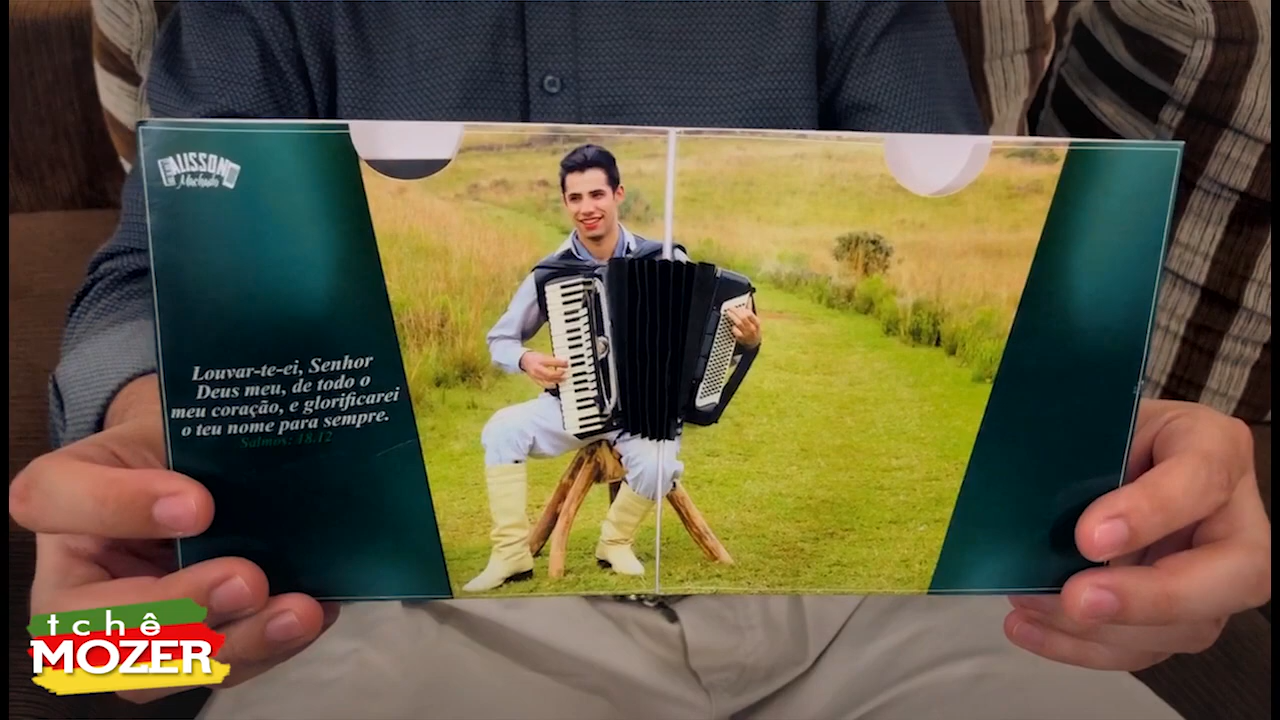 ALISSON
Machado
Louvar-te-ei, Senhor
Deus meu, de todo o
meu coração, e glorificarei
o teu nome para sempre.
Salmos: 18.12
tchê
MOZER